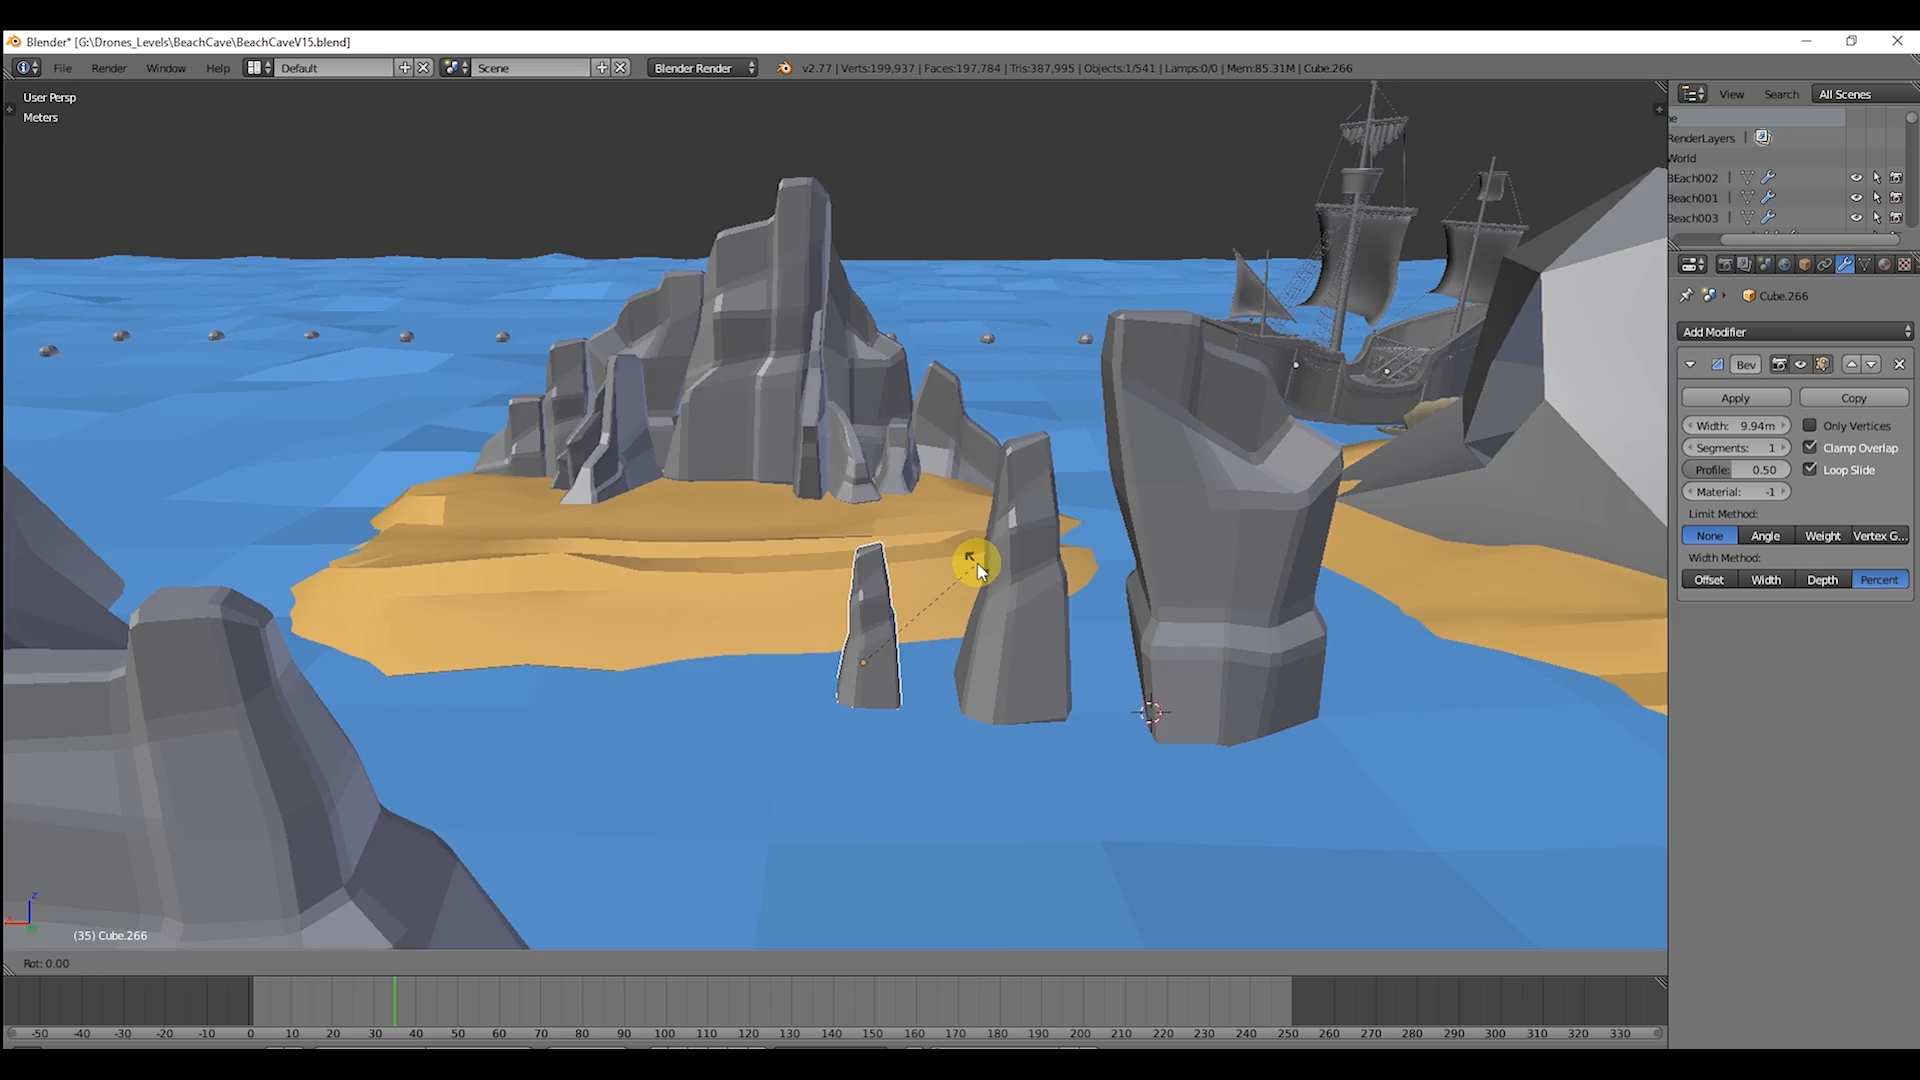 Blender* [G:\Drones_Levels\BeachCave\BeachCaveV15.blend]
File Render Window Help Default Scene Blender Render v2.77 | Verts:199,937 | Faces:197,784 | Tris:387,995 | Objects:1/541 | Lamps:0/0 | Mem:85.31M | Cube.266
User Persp
Meters
View Search All Scenes
ne
RenderLayers |
World
BEach002 |
Beach001 |
Beach003 |
Cube.266
Add Modifier
Bev
Apply Copy
Width: 9.94m Only Vertices
Segments: 1 Clamp Overlap
Profile: 0.50 Loop Slide
Material: -1
Limit Method:
None Angle Weight Vertex G...
Width Method:
Offset Width Depth Percent
z
x
(35) Cube.266
Rot: 0.00
-50 -40 -30 -20 -10 0 10 20 30 40 50 60 70 80 90 100 110 120 130 140 150 160 170 180 190 200 210 220 230 240 250 260 270 280 290 300 310 320 330